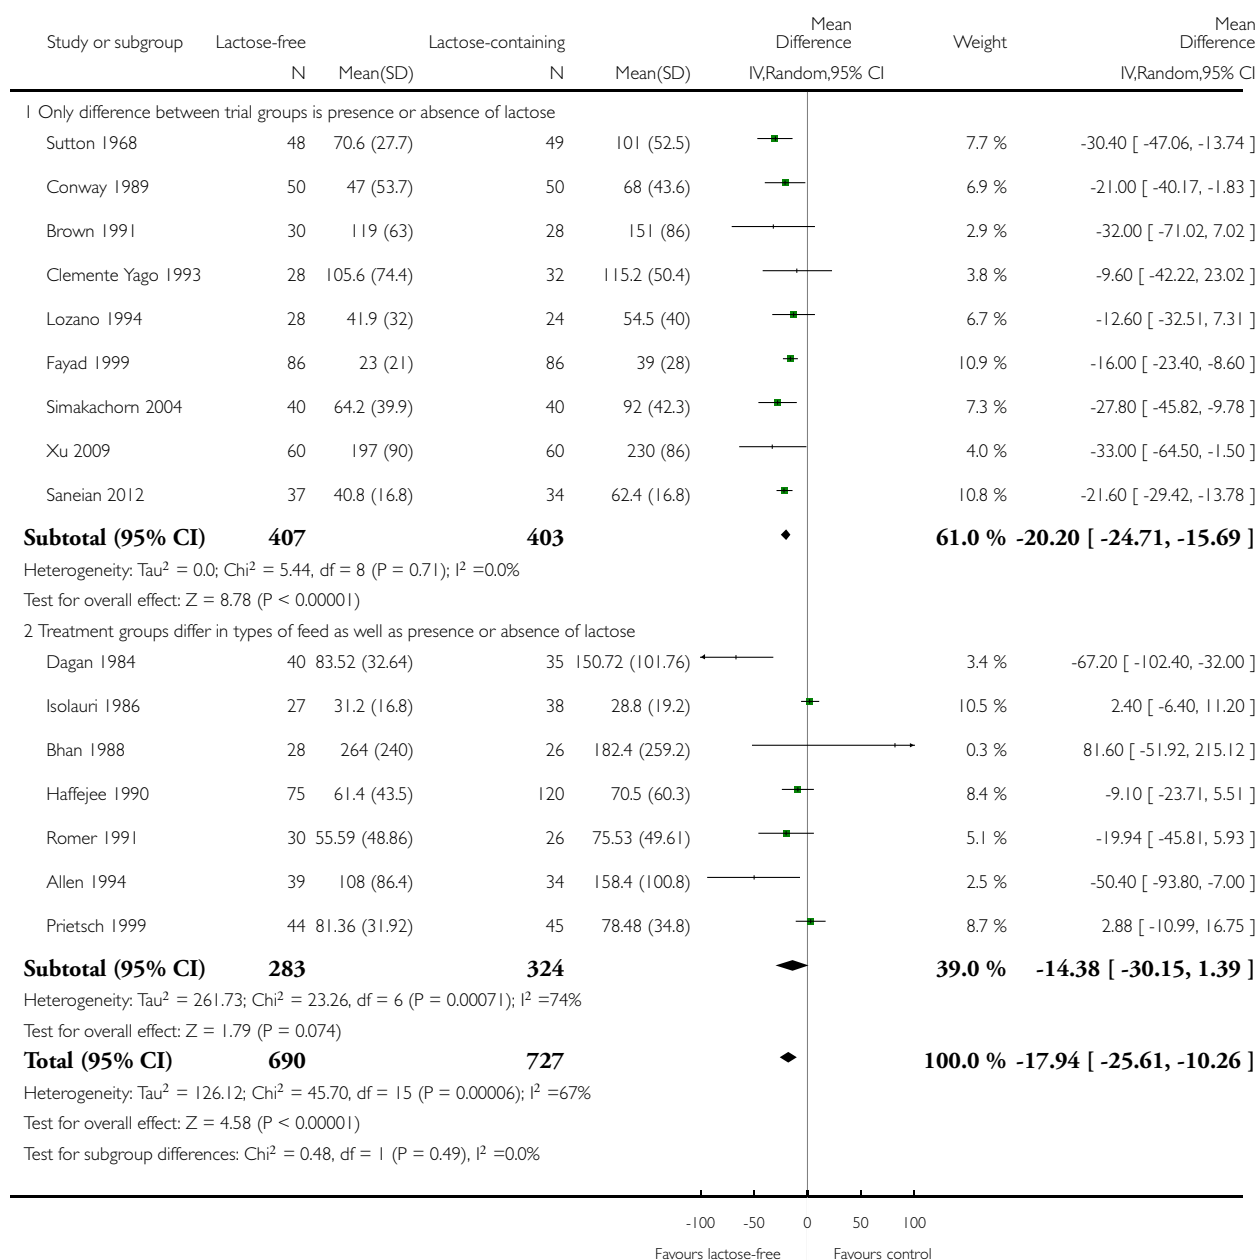 Mean Mean
Study or subgroup Lactose-free Lactose-containing Difference Weight Difference
N Mean(SD) N Mean(SD) IV,Random,95% CI IV,Random,95% CI
1 Only difference between trial groups is presence or absence of lactose
Sutton 1968 48 70.6 (27.7) 49 101 (52.5) 7.7 % -30.40 [ -47.06, -13.74 ]
Conway 1989 50 47 (53.7) 50 68 (43.6) 6.9 % -21.00 [ -40.17, -1.83 ]
Brown 1991 30 119 (63) 28 151 (86) 2.9 % -32.00 [ -71.02, 7.02 ]
Clemente Yago 1993 28 105.6 (74.4) 32 115.2 (50.4) 3.8 % -9.60 [ -42.22, 23.02 ]
Lozano 1994 28 41.9 (32) 24 54.5 (40) 6.7 % -12.60 [ -32.51, 7.31 ]
Fayad 1999 86 23 (21) 86 39 (28) 10.9 % -16.00 [ -23.40, -8.60 ]
Simakachorn 2004 40 64.2 (39.9) 40 92 (42.3) 7.3 % -27.80 [ -45.82, -9.78 ]
Xu 2009 60 197 (90) 60 230 (86) 4.0 % -33.00 [ -64.50, -1.50 ]
Saneian 2012 37 40.8 (16.8) 34 62.4 (16.8) 10.8 % -21.60 [ -29.42, -13.78 ]
Subtotal (95% CI) 407 403 61.0 % -20.20 [ -24.71, -15.69 ]
Heterogeneity: Tau² = 0.0; Chi² = 5.44, df = 8 (P = 0.71); I² =0.0%
Test for overall effect: Z = 8.78 (P < 0.00001)
2 Treatment groups differ in types of feed as well as presence or absence of lactose
Dagan 1984 40 83.52 (32.64) 35 150.72 (101.76) 3.4 % -67.20 [ -102.40, -32.00 ]
Isolauri 1986 27 31.2 (16.8) 38 28.8 (19.2) 10.5 % 2.40 [ -6.40, 11.20 ]
Bhan 1988 28 264 (240) 26 182.4 (259.2) 0.3 % 81.60 [ -51.92, 215.12 ]
Haffejee 1990 75 61.4 (43.5) 120 70.5 (60.3) 8.4 % -9.10 [ -23.71, 5.51 ]
Romer 1991 30 55.59 (48.86) 26 75.53 (49.61) 5.1 % -19.94 [ -45.81, 5.93 ]
Allen 1994 39 108 (86.4) 34 158.4 (100.8) 2.5 % -50.40 [ -93.80, -7.00 ]
Prietsch 1999 44 81.36 (31.92) 45 78.48 (34.8) 8.7 % 2.88 [ -10.99, 16.75 ]
Subtotal (95% CI) 283 324 39.0 % -14.38 [ -30.15, 1.39 ]
Heterogeneity: Tau² = 261.73; Chi² = 23.26, df = 6 (P = 0.00071); I² =74%
Test for overall effect: Z = 1.79 (P = 0.074)
Total (95% CI) 690 727 100.0 % -17.94 [ -25.61, -10.26 ]
Heterogeneity: Tau² = 126.12; Chi² = 45.70, df = 15 (P = 0.00006); I² =67%
Test for overall effect: Z = 4.58 (P < 0.00001)
Test for subgroup differences: Chi² = 0.48, df = 1 (P = 0.49), I² =0.0%
-100 -50 0 50 100
Favours lactose-free Favours control